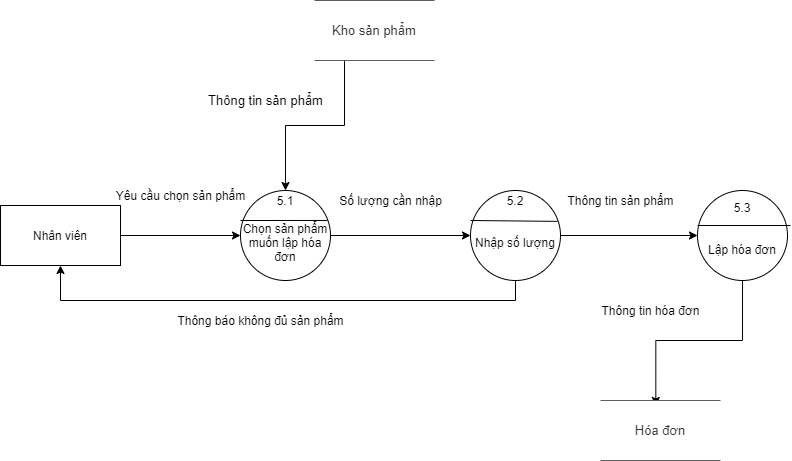 Kho sản phẩm
Thông tin sản phẩm
Yêu cầu chọn sản phẩm
5.1
Số lượng cần nhập
5.2
Thông tin sản phẩm
5.3
Nhân viên
Chọn sản phẩm
muốn lập hóa
đơn
Nhập số lượng
Lập hóa đơn
Thông báo không đủ sản phẩm
Thông tin hóa đơn
Hóa đơn